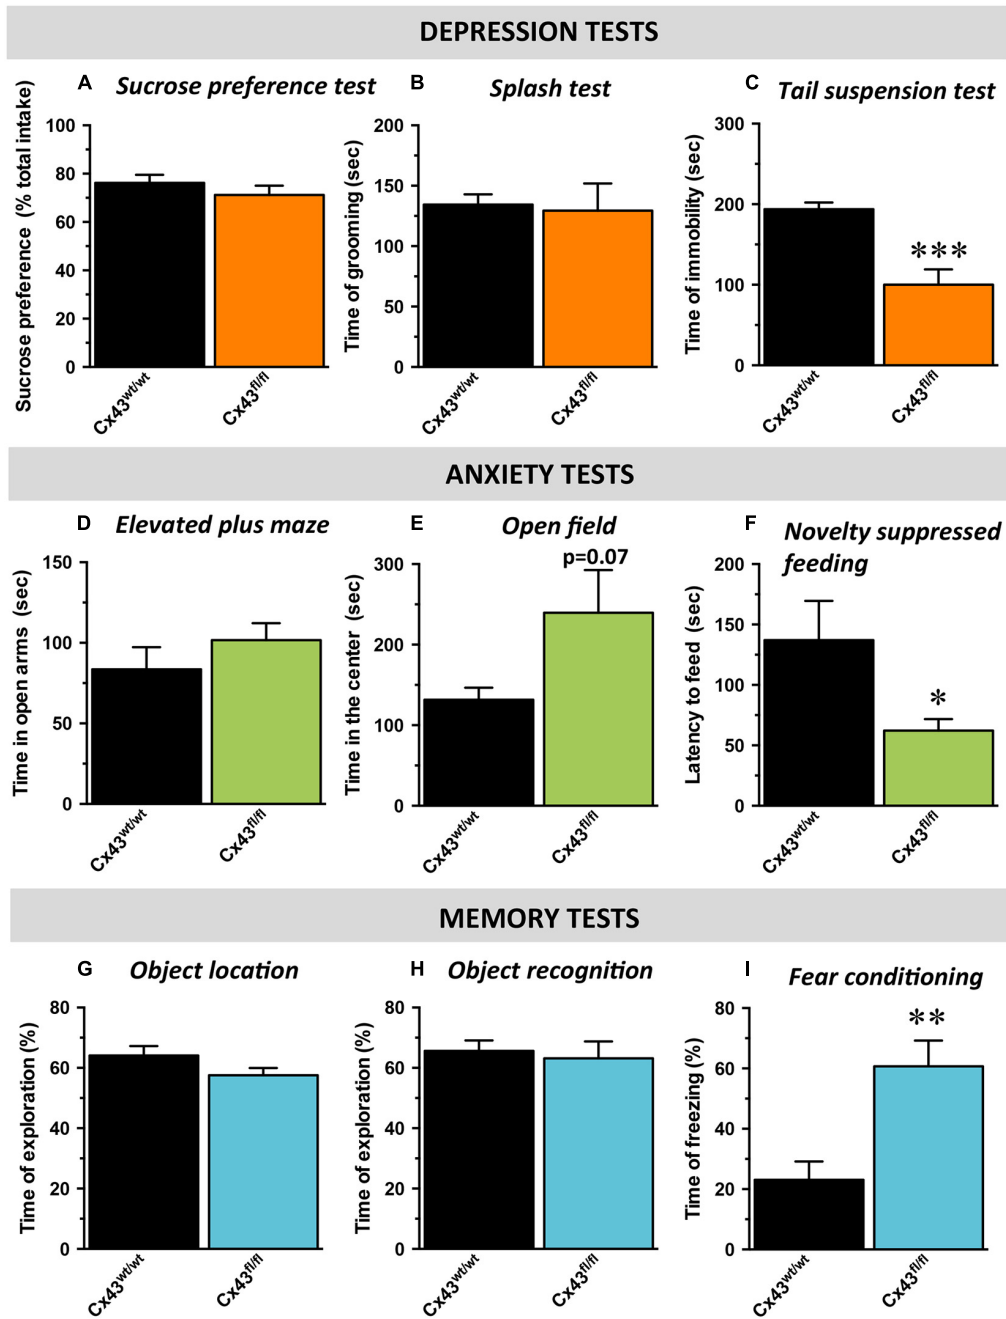 DEPRESSION TESTS
A Sucrose preference test
B Splash test
C Tail suspension test
Sucrose preference (% total intake)
100
80
60
40
20
0
Cx43wt/wt
Cx43fl/fl
Time of grooming (sec)
200
150
100
50
0
Cx43wt/wt
Cx43fl/fl
Time of immobility (sec)
300
200
100
0
***
Cx43wt/wt
Cx43fl/fl
ANXIETY TESTS
D Elevated plus maze
E Open field
F Novelty suppressed
feeding
Time in open arms (sec)
150
100
50
0
Cx43wt/wt
Cx43fl/fl
Time in the center (sec)
p=0.07
300
200
100
0
Cx43wt/wt
Cx43fl/fl
Latency to feed (sec)
200
150
100
50
0
*
Cx43wt/wt
Cx43fl/fl
MEMORY TESTS
G Object location
H Object recognition
I Fear conditioning
Time of exploration (%)
80
60
40
20
0
Cx43wt/wt
Cx43fl/fl
Time of exploration (%)
80
60
40
20
0
Cx43wt/wt
Cx43fl/fl
Time of freezing (%)
80
60
40
20
0
**
Cx43wt/wt
Cx43fl/fl